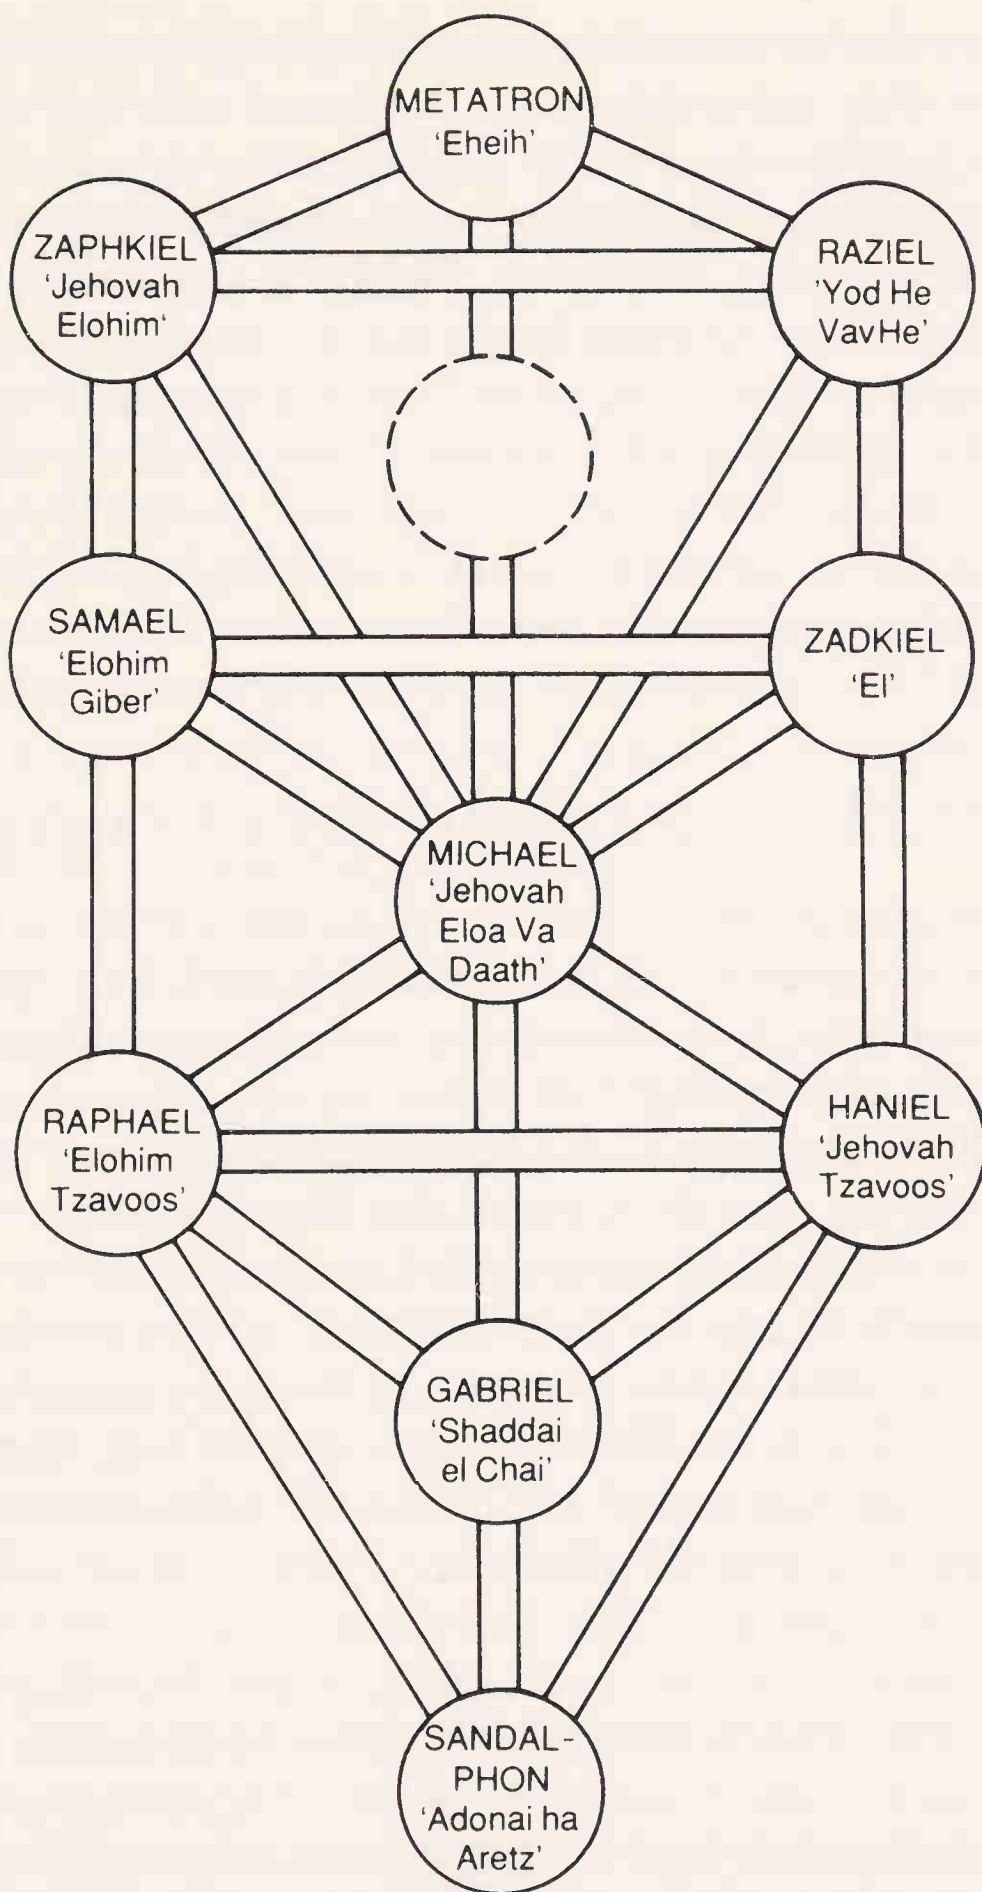 METATRON
'Eheih'
ZAPHKIEL
'Jehovah
Elohim‘
RAZIEL
’Yod He
VavHe’
SAMAEL
‘Elohim
Giber’
ZADKIEL
‘El’
MICHAEL
‘Jehovah
Eloa Va
Daath’
RAPHAEL
‘Elohim
Tzavoos’
HANIEL
‘Jehovah
Tzavoos’
GABRIEL
‘Shaddai
el Chai’
SANDAL-
PHON
‘Adonai ha
Aretz’